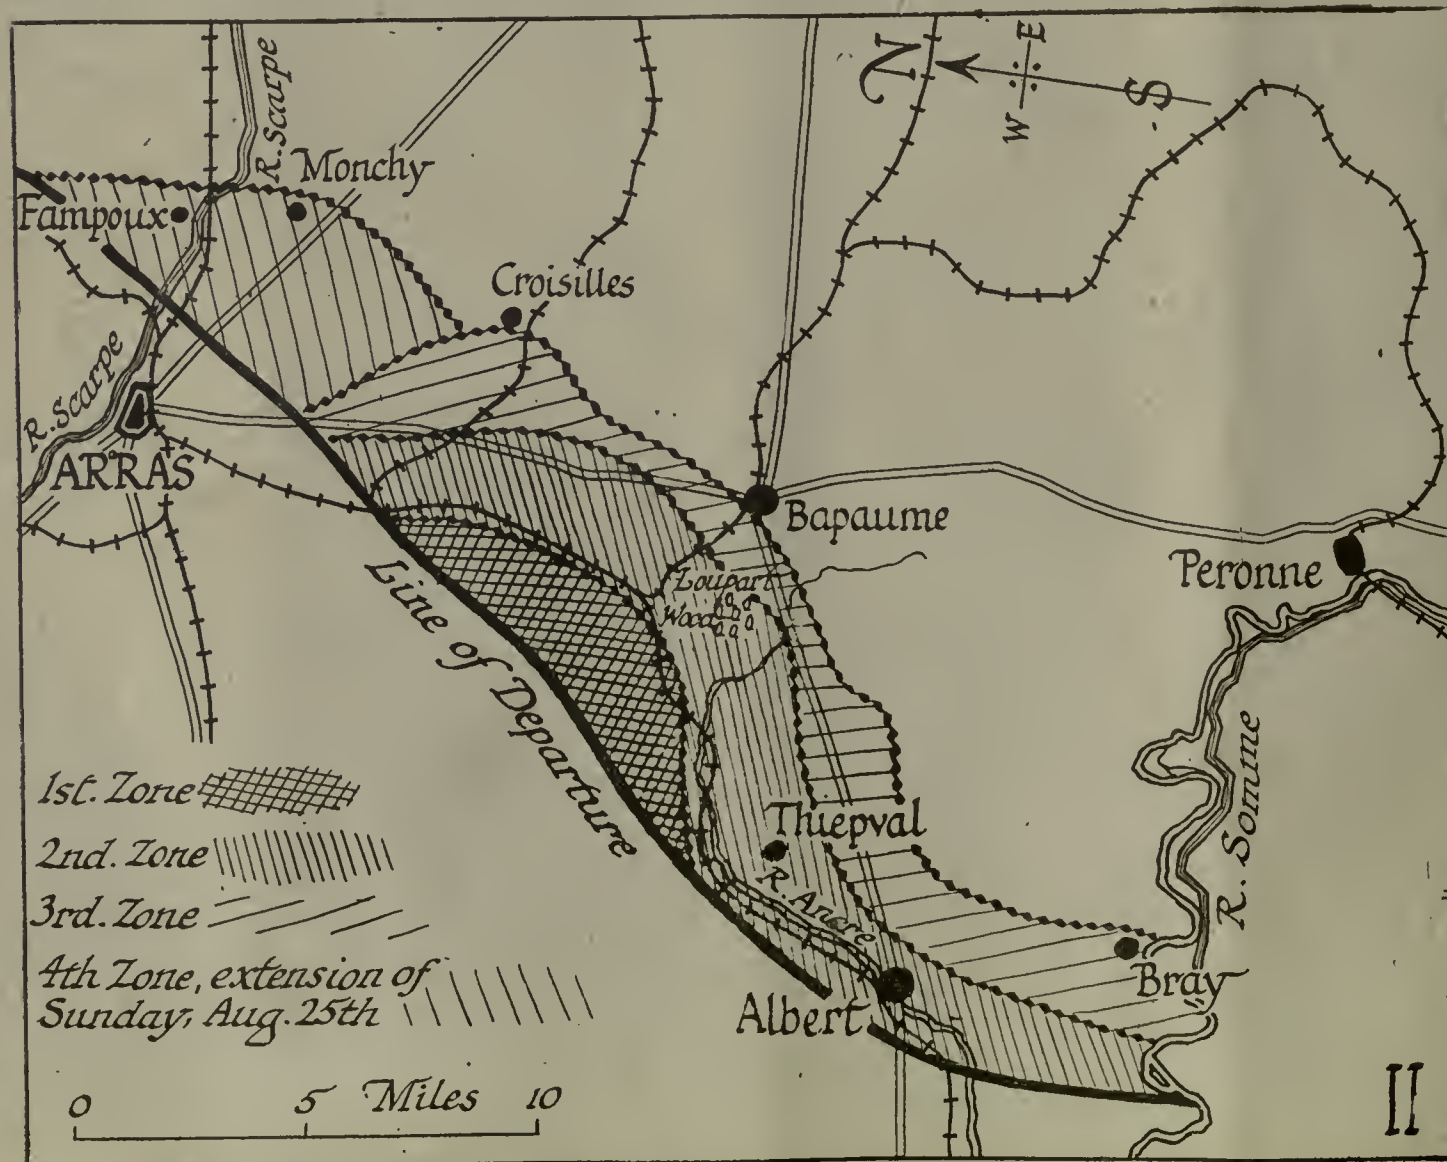 N
E
W
S
R. Scarpe
Monchy
Fampoux
Croisilles
R. Scarpe
ARRAS
Bapaume
Peronne
Loupart
Wood
Line of Departure
R. Somme
Thiepval
R. Ancre
Bray
Albert
1st. Zone
2nd. Zone
3rd. Zone
4th Zone, extension of
Sunday, Aug. 25th
0 5 Miles 10
II